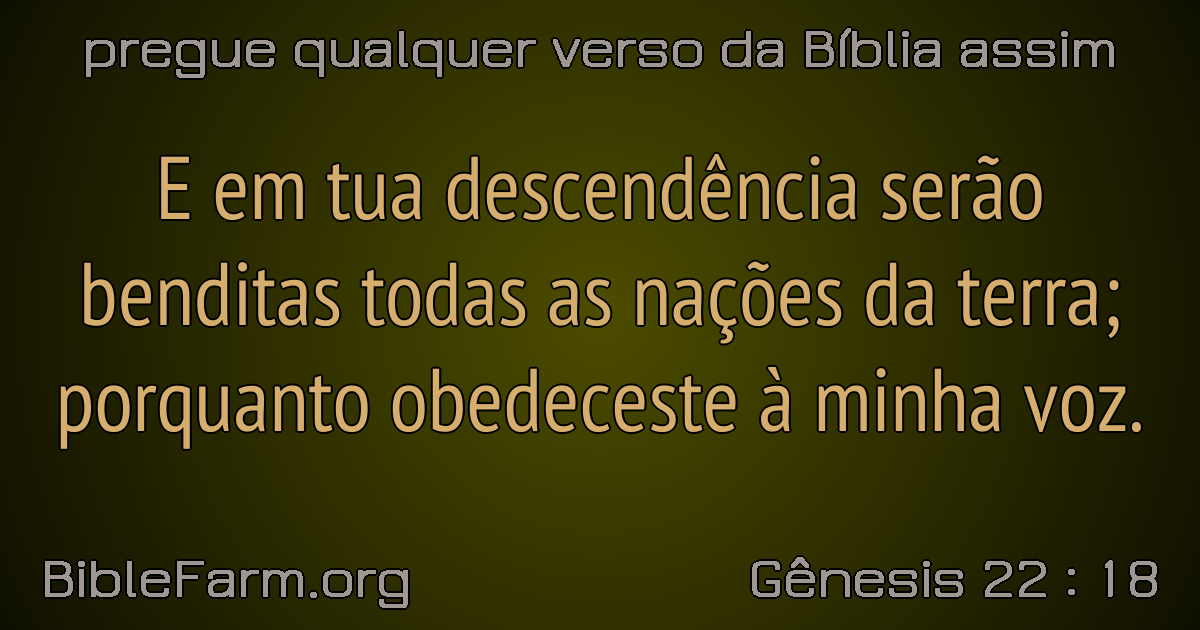 pregue qualquer verso da Bíblia assim
E em tua descendência serão
benditas todas as nações da terra;
porquanto obedeceste à minha voz.
BibleFarm.org
Gênesis 22 : 18